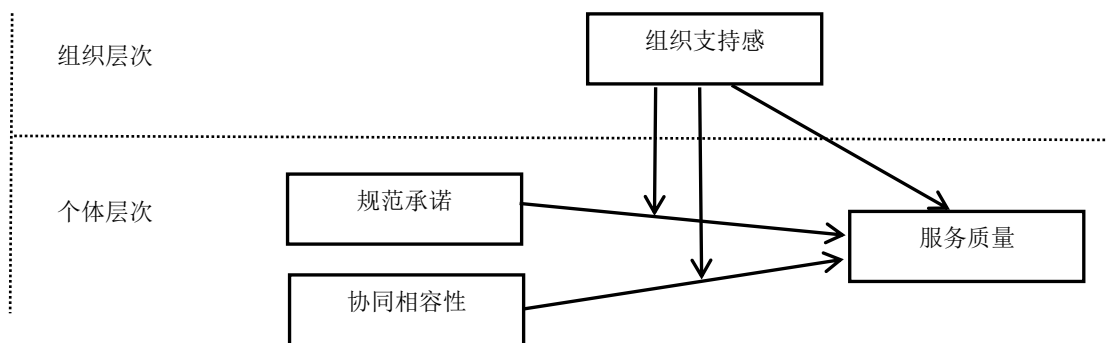 组织支持感
组织层次
规范承诺
个体层次
服务质量
协同相容性